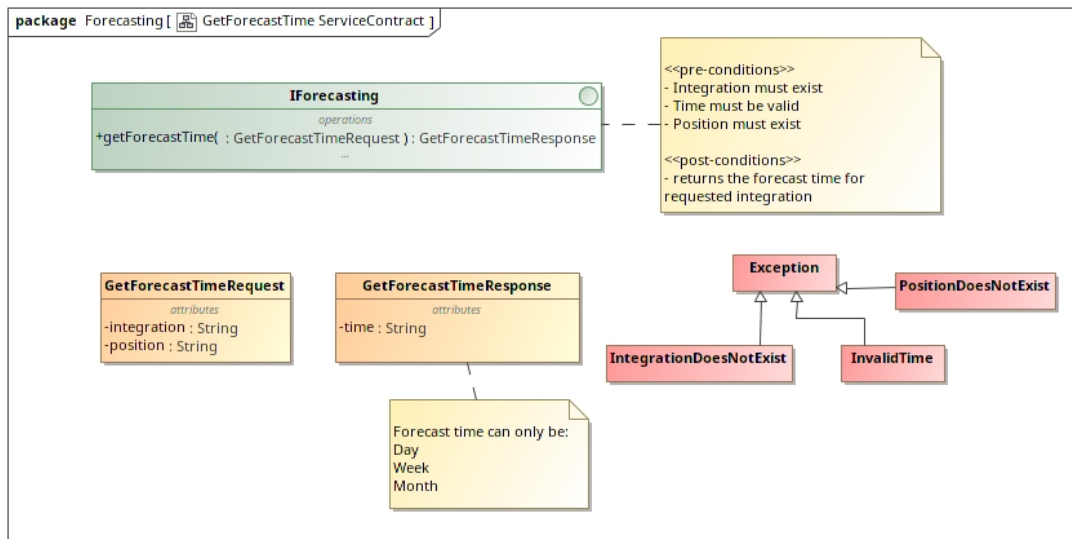 package Forecasting [ GetForecastTime ServiceContract ]
IForecasting
operations
+getForecastTime( : GetForecastTimeRequest ) : GetForecastTimeResponse
...
<<pre-conditions>>
- Integration must exist
- Time must be valid
- Position must exist
<<post-conditions>>
- returns the forecast time for
requested integration
GetForecastTimeRequest
attributes
-integration : String
-position : String
GetForecastTimeResponse
attributes
-time : String
Forecast time can only be:
Day
Week
Month
Exception
PositionDoesNotExist
IntegrationDoesNotExist
InvalidTime